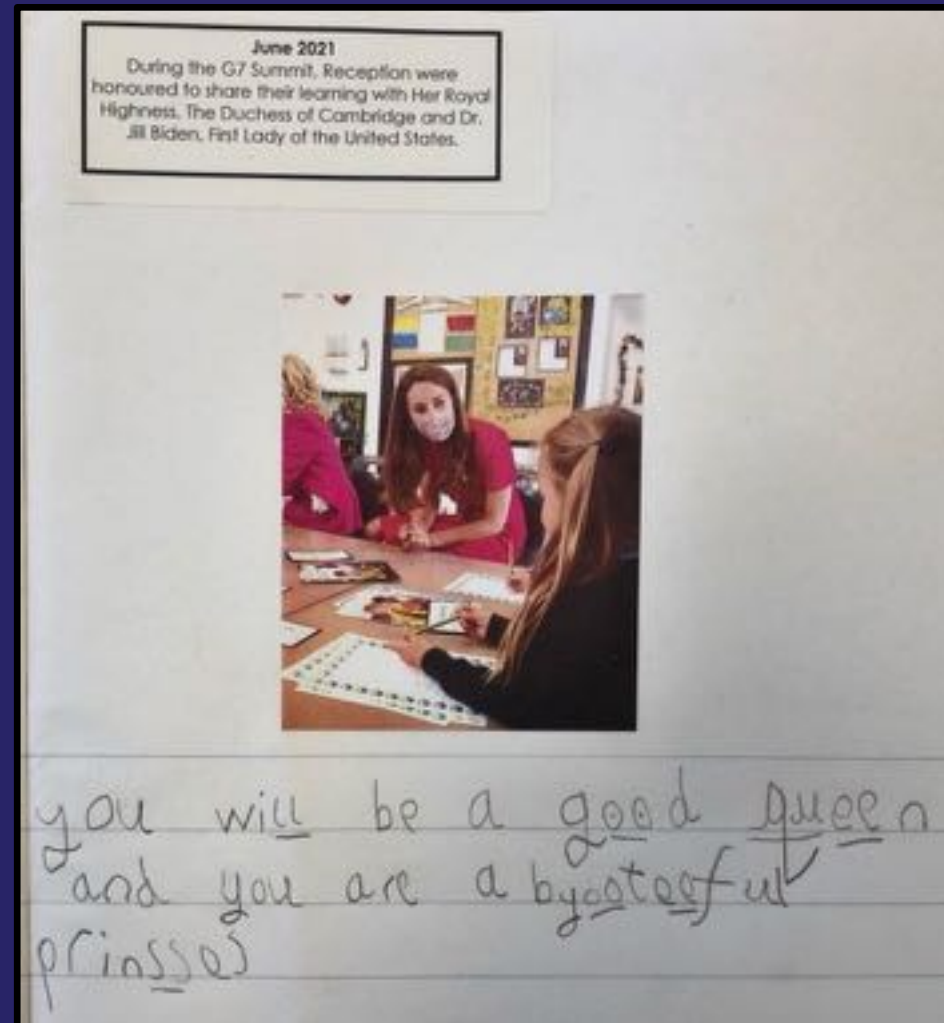 June 2021
During the G7 Summit, Reception were
honoured to share their learning with Her Royal
Highness, The Duchess of Cambridge and Dr.
Jill Biden, First Lady of the United States.
you will be a good queen
and you are a byooteeful
prinsses